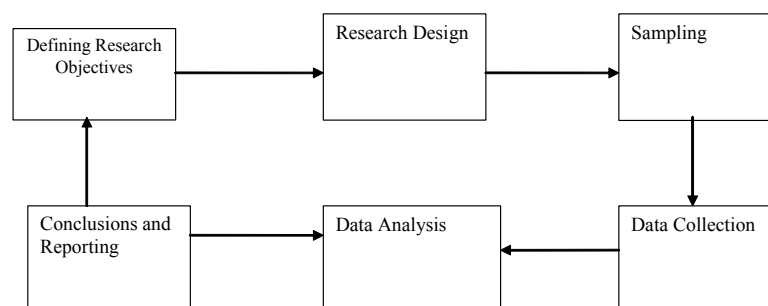 Defining Research
Objectives
Research Design
Sampling
Conclusions and
Reporting
Data Analysis
Data Collection